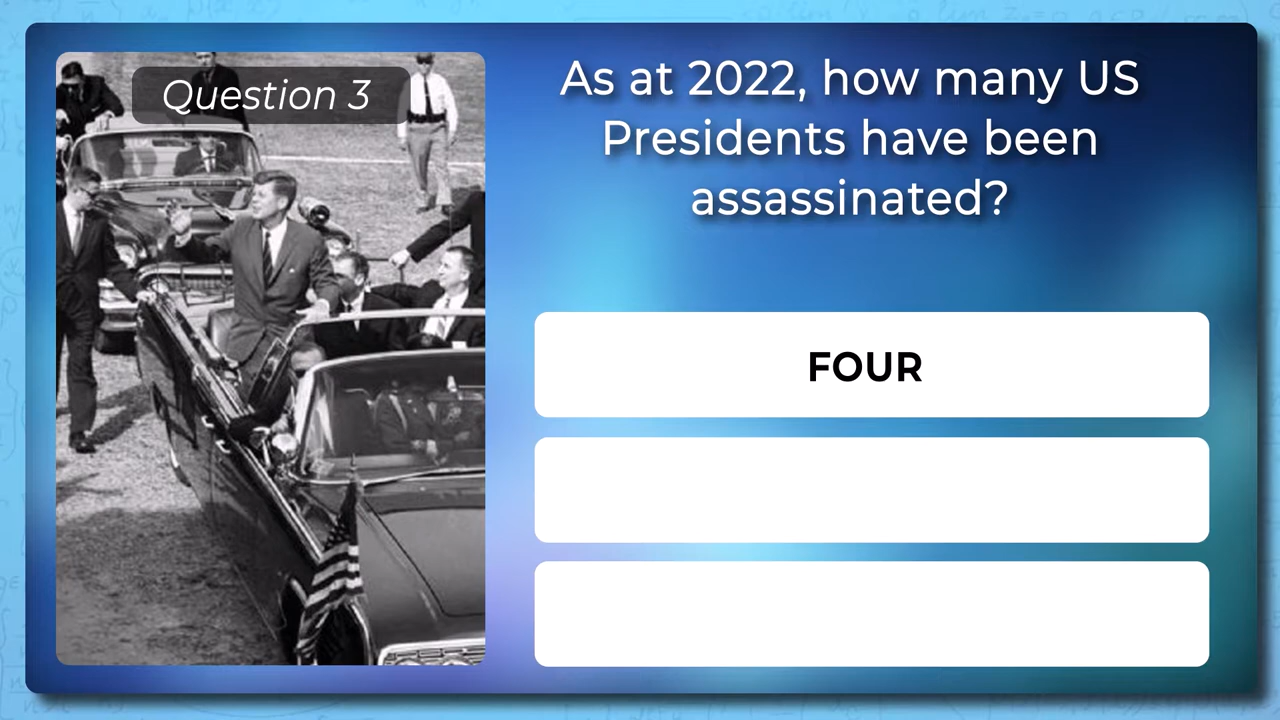 Question 3
As at 2022, how many US
Presidents have been
assassinated?
FOUR